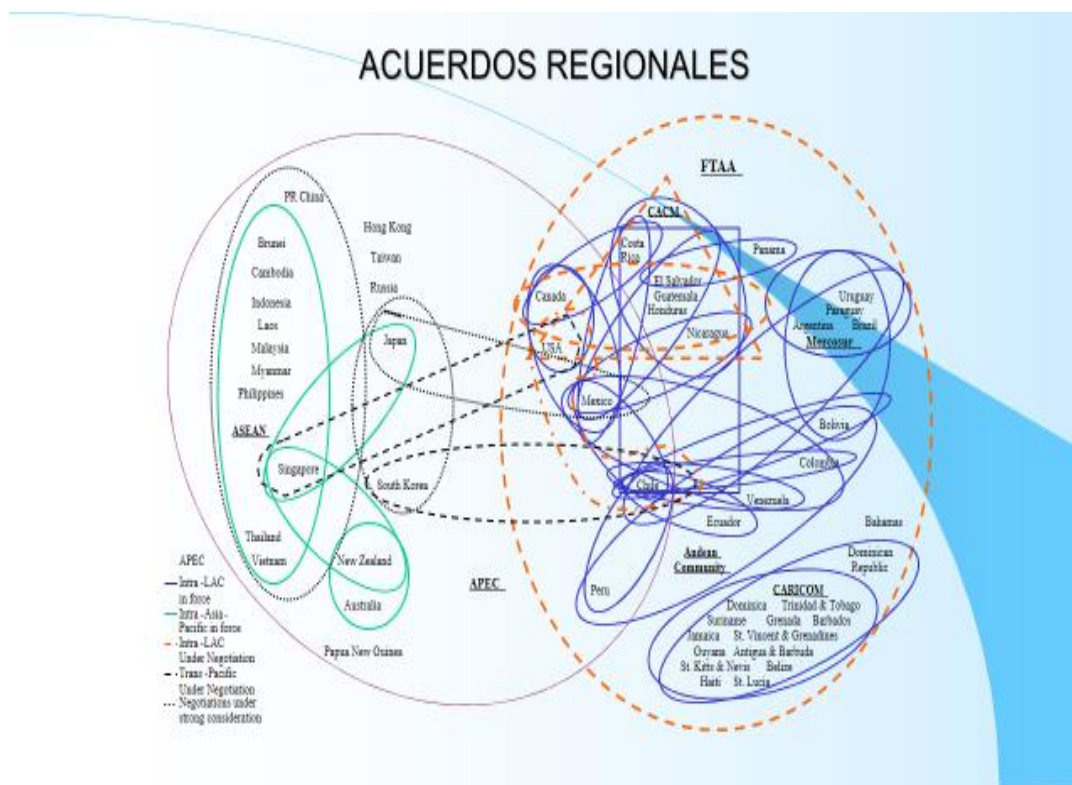 ACUERDOS REGIONALES
FTAA
PR China
CACM
Hong Kong
Costa
Rica
Brunei
Panama
Taiwan
Cambodia
El Salvador
Russia
Canada
Guatemala
Uruguay
Indonesia
Honduras
Paraguay
Laos
Argentina Brazil
Nicaragua
Japan
Mercosur
Malaysia
USA
Myanmar
Philippines
Mexico
Bolivia
ASEAN
Colombia
Singapore
South Korea
Chile
Venezuela
Ecuador
Bahamas
Thailand
Andean
Community
Dominican
Republic
Vietnam
New Zealand
APEC
Peru
CARICOM
Australia
Dominica Trinidad & Tobago
Suriname Grenada Barbados
Jamaica St. Vincent & Grenadines
Guyana Antigua & Barbuda
St. Kitts & Nevis Belize
Haiti St. Lucia
Papua New Guinea
APEC
Intra -LAC
in force
Intra -Asia -
Pacific in force
Intra -LAC
Under Negotiation
Trans -Pacific
Under Negotiation
Negotiations under
strong consideration